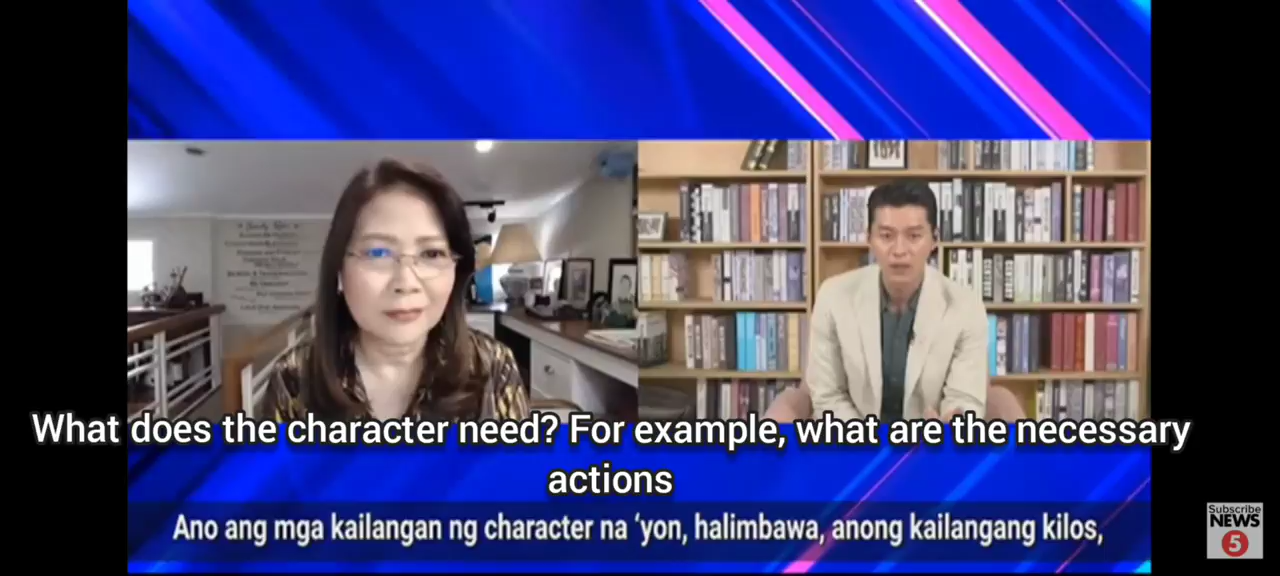 What does the character need? For example, what are the necessary
actions
Ano ang mga kailangan ng character na ‘yon, halimbawa, anong kailangang kilos,
Subscribe
NEWS
5